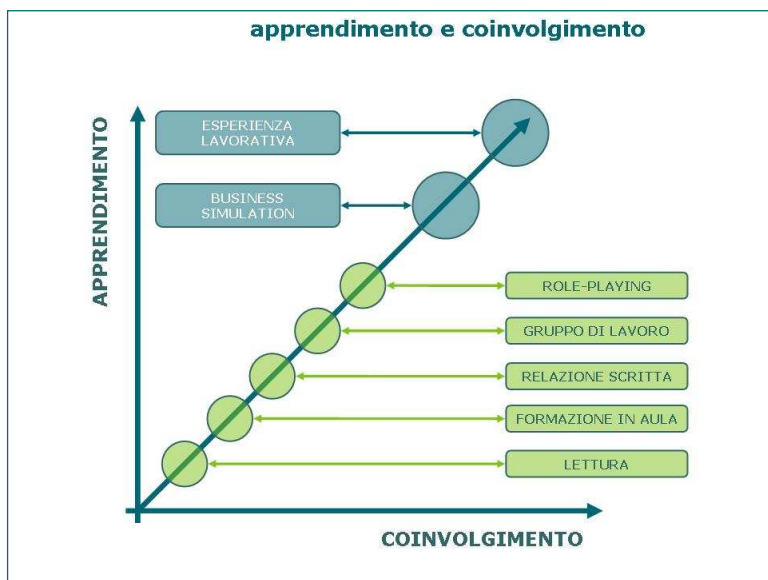 apprendimento e coinvolgimento
APPRENDIMENTO
ESPERIENZA
LAVORATIVA
BUSINESS
SIMULATION
ROLE-PLAYING
GRUPPO DI LAVORO
RELAZIONE SCRITTA
FORMAZIONE IN AULA
LETTURA
COINVOLGIMENTO